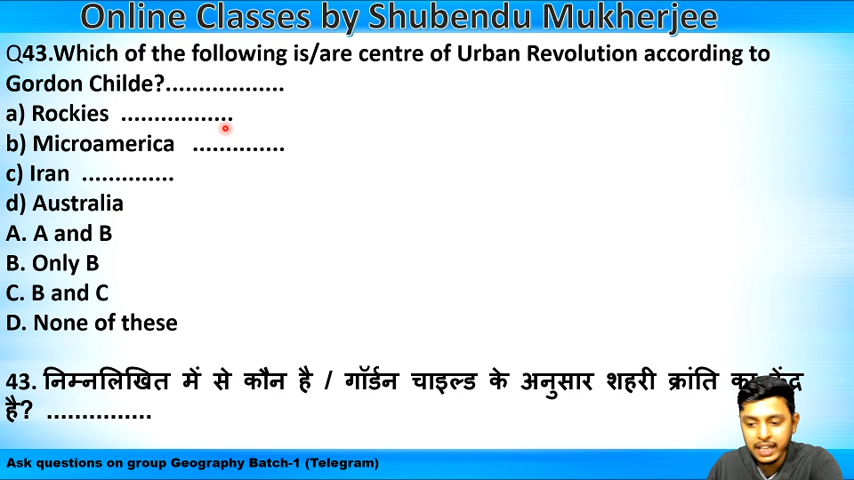 Online Classes by Shubendu Mukherjee
Q43.Which of the following is/are centre of Urban Revolution according to
Gordon Childe?..................
a) Rockies .................
b) Microamerica ..............
c) Iran ..............
d) Australia
A. A and B
B. Only B
C. B and C
D. None of these
43. निम्नलिखित में से कौन है / गॉर्डन चाइल्ड के अनुसार शहरी क्रांति का केंद्र
है? ...............
Ask questions on group Geography Batch-1 (Telegram)